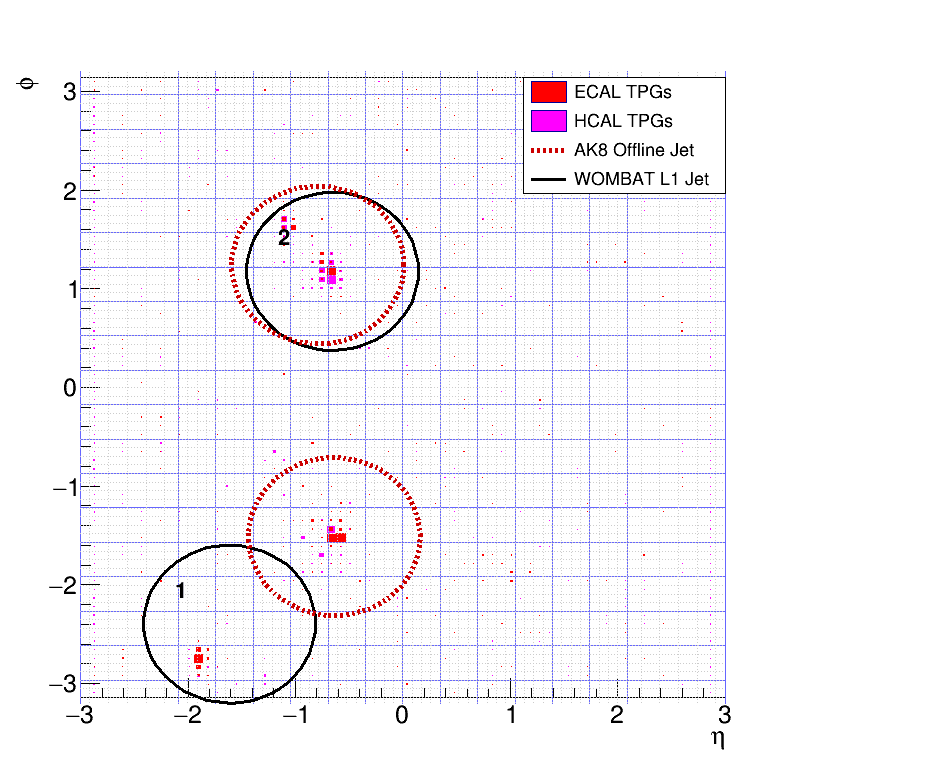 ϕ
3
ECAL TPGs
HCAL TPGs
AK8 Offline Jet
WOMBAT L1 Jet
2
2
1
0
−1
−2
1
−3
−3 −2 −1 0 1 2 3
η